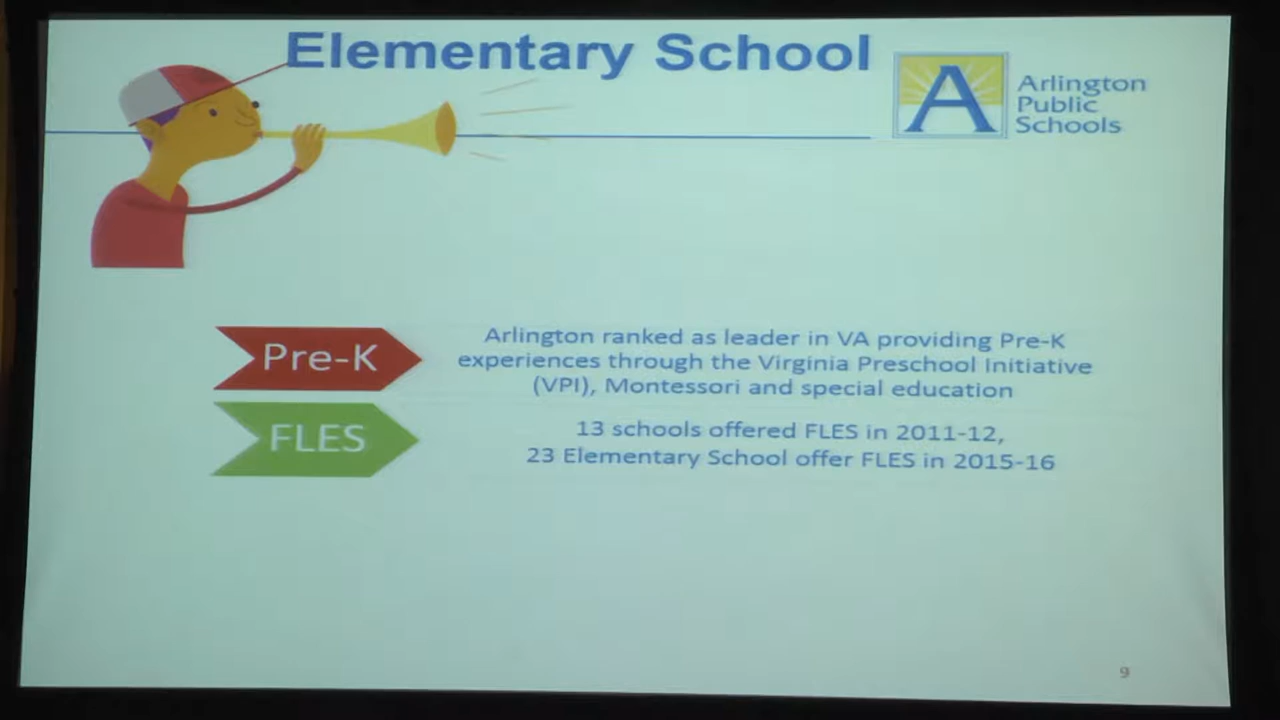 Elementary School
Arlington
Public
Schools
A
Pre-K
Arlington ranked as leader in VA providing Pre-K
experiences through the Virginia Preschool Initiative
(VPI), Montessori and special education
FLES
13 schools offered FLES in 2011-12,
23 Elementary School offer FLES in 2015-16
9